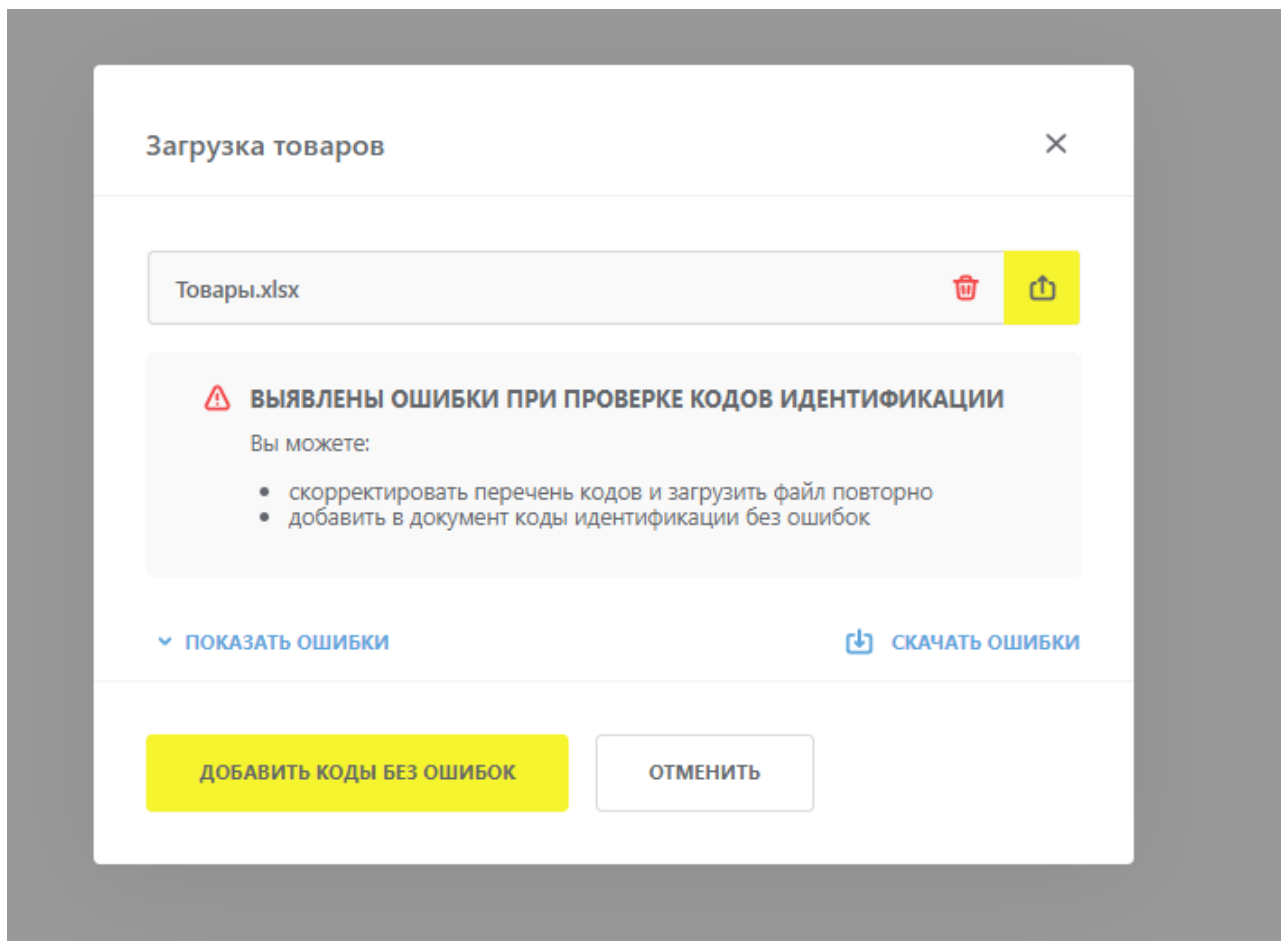 Загрузка товаров
Товары.xlsx
ВЫЯВЛЕНЫ ОШИБКИ ПРИ ПРОВЕРКЕ КОДОВ ИДЕНТИФИКАЦИИ
Вы можете:
• скорректировать перечень кодов и загрузить файл повторно
• добавить в документ коды идентификации без ошибок
ПОКАЗАТЬ ОШИБКИ
СКАЧАТЬ ОШИБКИ
ДОБАВИТЬ КОДЫ БЕЗ ОШИБОК
ОТМЕНИТЬ